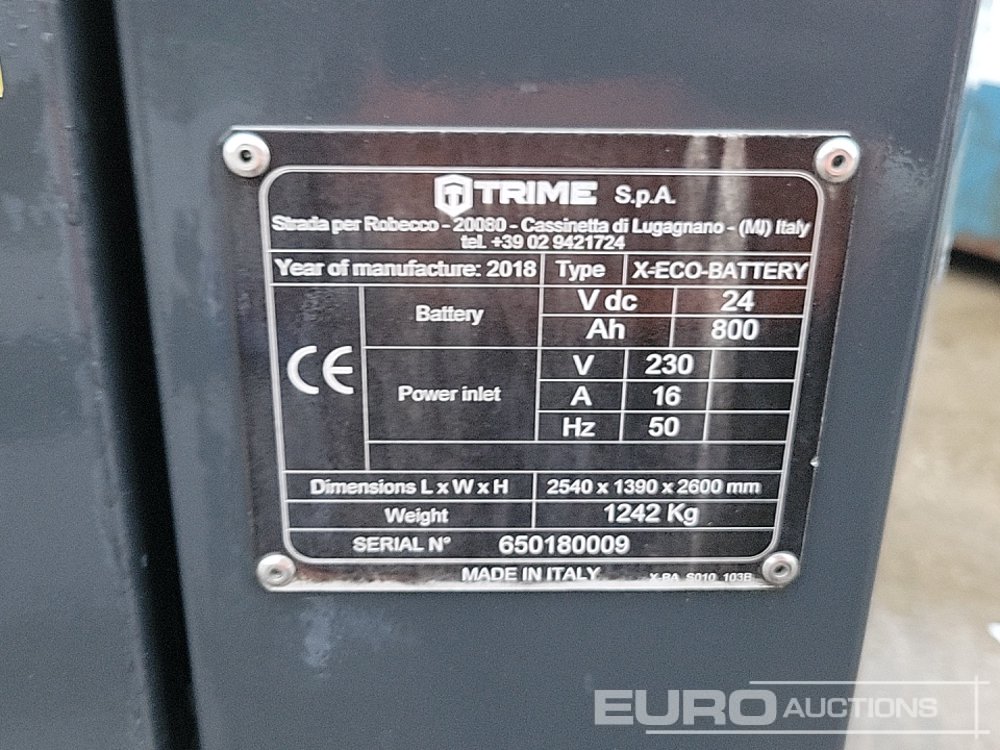 TRIME S.p.A.
Strada per Robecco - 20080 - Cassinetta di Lugagnano - (MI) Italy
tel. +39 02 9421724
Year of manufacture: 2018 Type X-ECO-BATTERY
Battery
V dc 24
Ah 800
CE
Power inlet
V 230
A 16
Hz 50
Dimensions L x W x H 2540 x 1390 x 2600 mm
Weight 1242 Kg
SERIAL N° 650180009
MADE IN ITALY X-BA_S010_103B
EURO AUCTIONS